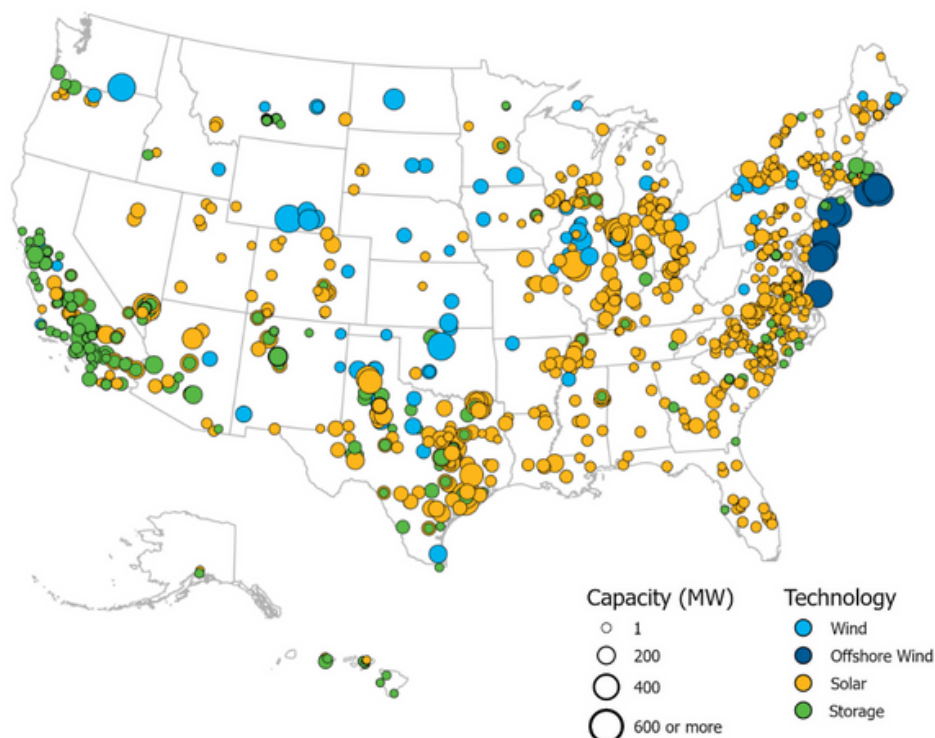 Capacity (MW)
1
200
400
600 or more
Technology
Wind
Offshore Wind
Solar
Storage